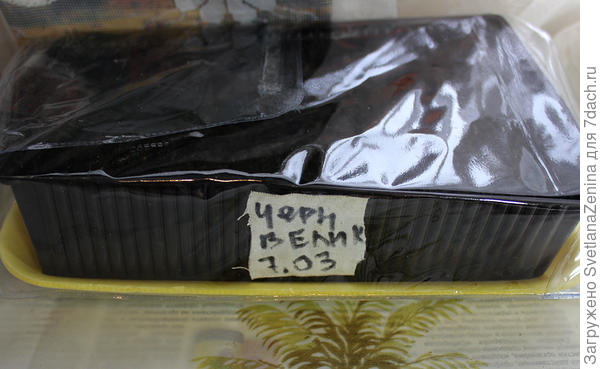 ЧЕРН
ВЕЛИК
7.03
Загружено SvetlanaZenina для 7dach.ru